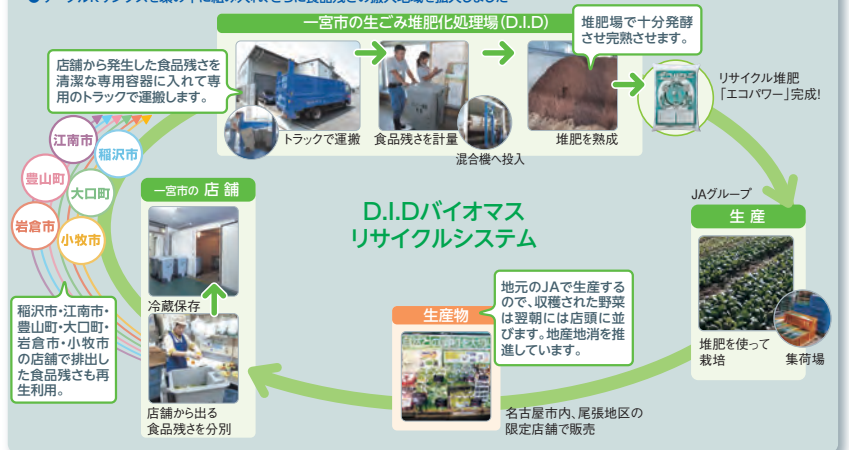 一宮市の生ごみ堆肥化処理場(D.I.D)
店舗から発生した食品残さを
清潔な専用容器に入れて専
用のトラックで運搬します。
堆肥場で十分発酵
させ完熟させます。
トラックで運搬
食品残さを計量
混合機へ投入
堆肥を熟成
リサイクル堆肥
「エコパワー」完成!
江南市
稲沢市
豊山町
大口町
岩倉市
小牧市
稲沢市・江南市・
豊山町・大口町・
岩倉市・小牧市
の店舗で排出し
た食品残さも再
生利用。
一宮市の 店 舗
冷蔵保存
店舗から出る
食品残さを分別
D.I.Dバイオマス
リサイクルシステム
JAグループ
生 産
堆肥を使って
栽培
集荷場
生産物
地元のJAで生産する
ので、収穫された野菜
は翌朝には店頭に並
びます。地産地消を推
進しています。
名古屋市内、尾張地区の
限定店舗で販売